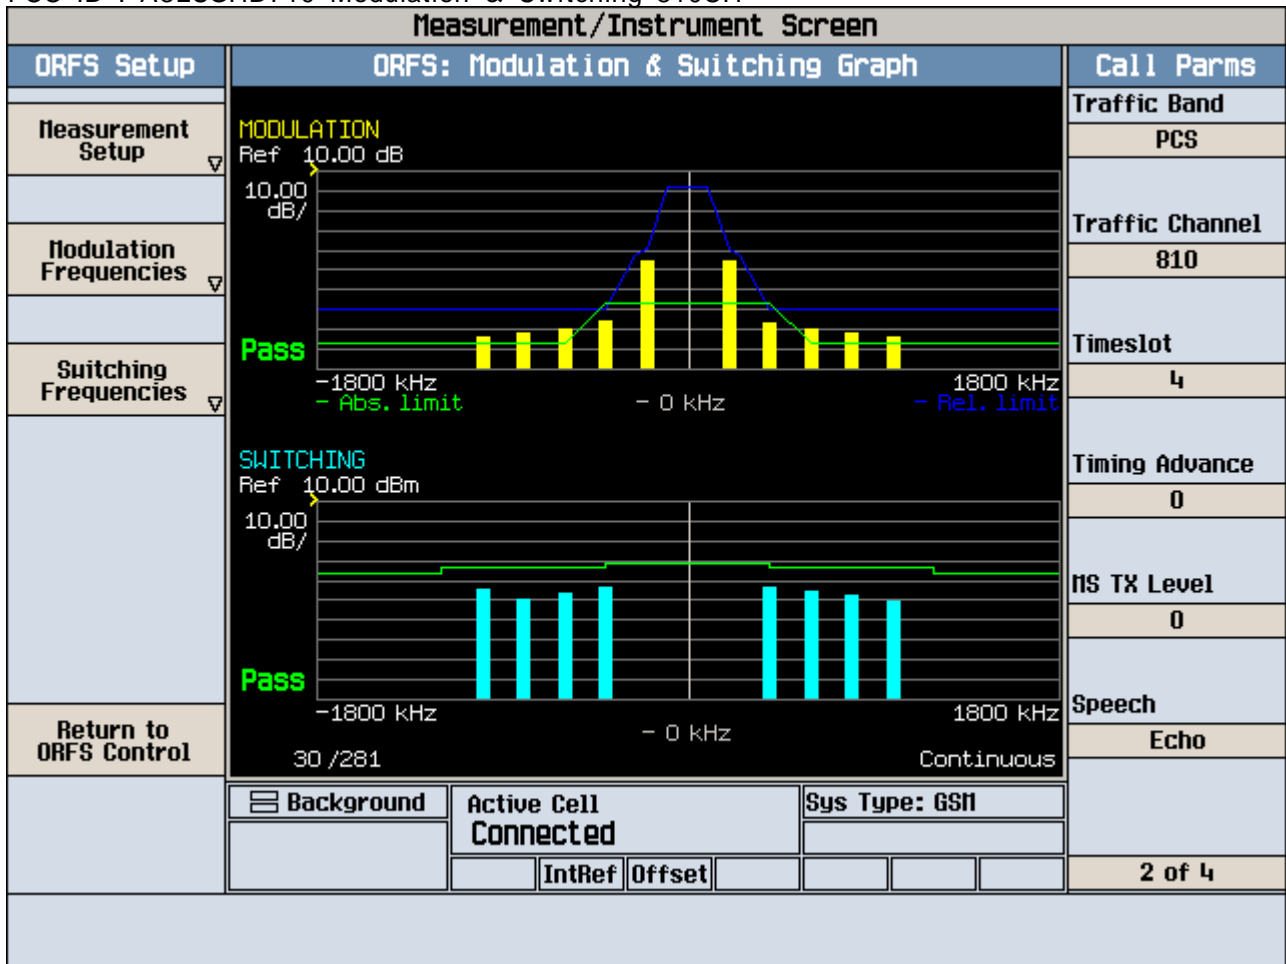 Modulation & Switching
Measurement/Instrument Screen
ORFS Setup
ORFS: Modulation & Switching Graph
Call Parms
Measurement
Setup
Modulation
Frequencies
Switching
Frequencies
Return to
ORFS Control
MODULATION
Ref 10.00 dB
10.00
dB/
Pass
-1800 kHz
1800 kHz
- Abs. limit
- 0 kHz
- Rel. limit
SWITCHING
Ref 10.00 dBm
10.00
dB/
Pass
-1800 kHz
1800 kHz
- 0 kHz
30 /281
Continuous
Traffic Band
PCS
Traffic Channel
810
Timeslot
4
Timing Advance
0
MS TX Level
0
Speech
Echo
2 of 4
Background
Active Cell
Connected
Sys Type: GSM
IntRef
Offset